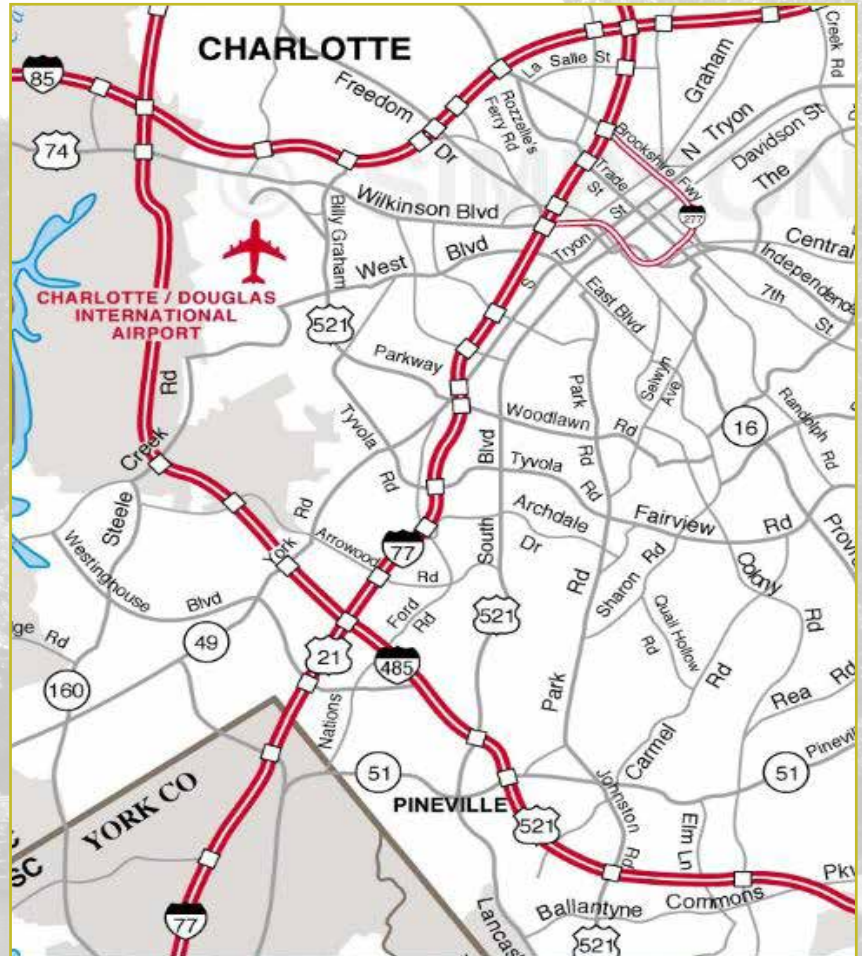 CHARLOTTE
85
74
Freedom
Dr
La Salle St
Rozzelle's
Ferry Rd
Graham
Creek Rd
N Tryon
Davidson St
The
Brookshire Fwy
Trade
St
St
277
Central
Independence
7th
St
Wilkinson Blvd
Billy Graham
West Blvd
S Tryon
East Blvd
CHARLOTTE / DOUGLAS
INTERNATIONAL
AIRPORT
521
Parkway
Park
Rd
Selwyn
Ave
Woodlawn Rd
16
Randolph Rd
Tyvola
Rd
Blvd
Tyvola
Rd
Fairview Rd
Archdale
Dr
Steele
Creek
Rd
York
Rd
Arrowood
Rd
77
South
Sharon Rd
Colony
Rd
Quail Hollow
Rd
Westinghouse
Blvd
Ford
Rd
521
Park
Rd
Rd
49
21
485
160
Nations
Carmel
Rd
Rea Rd
51
51
PINEVILLE
521
Johnston
Rd
Elm Ln
YORK CO
SC
77
Ballantyne Commons
521